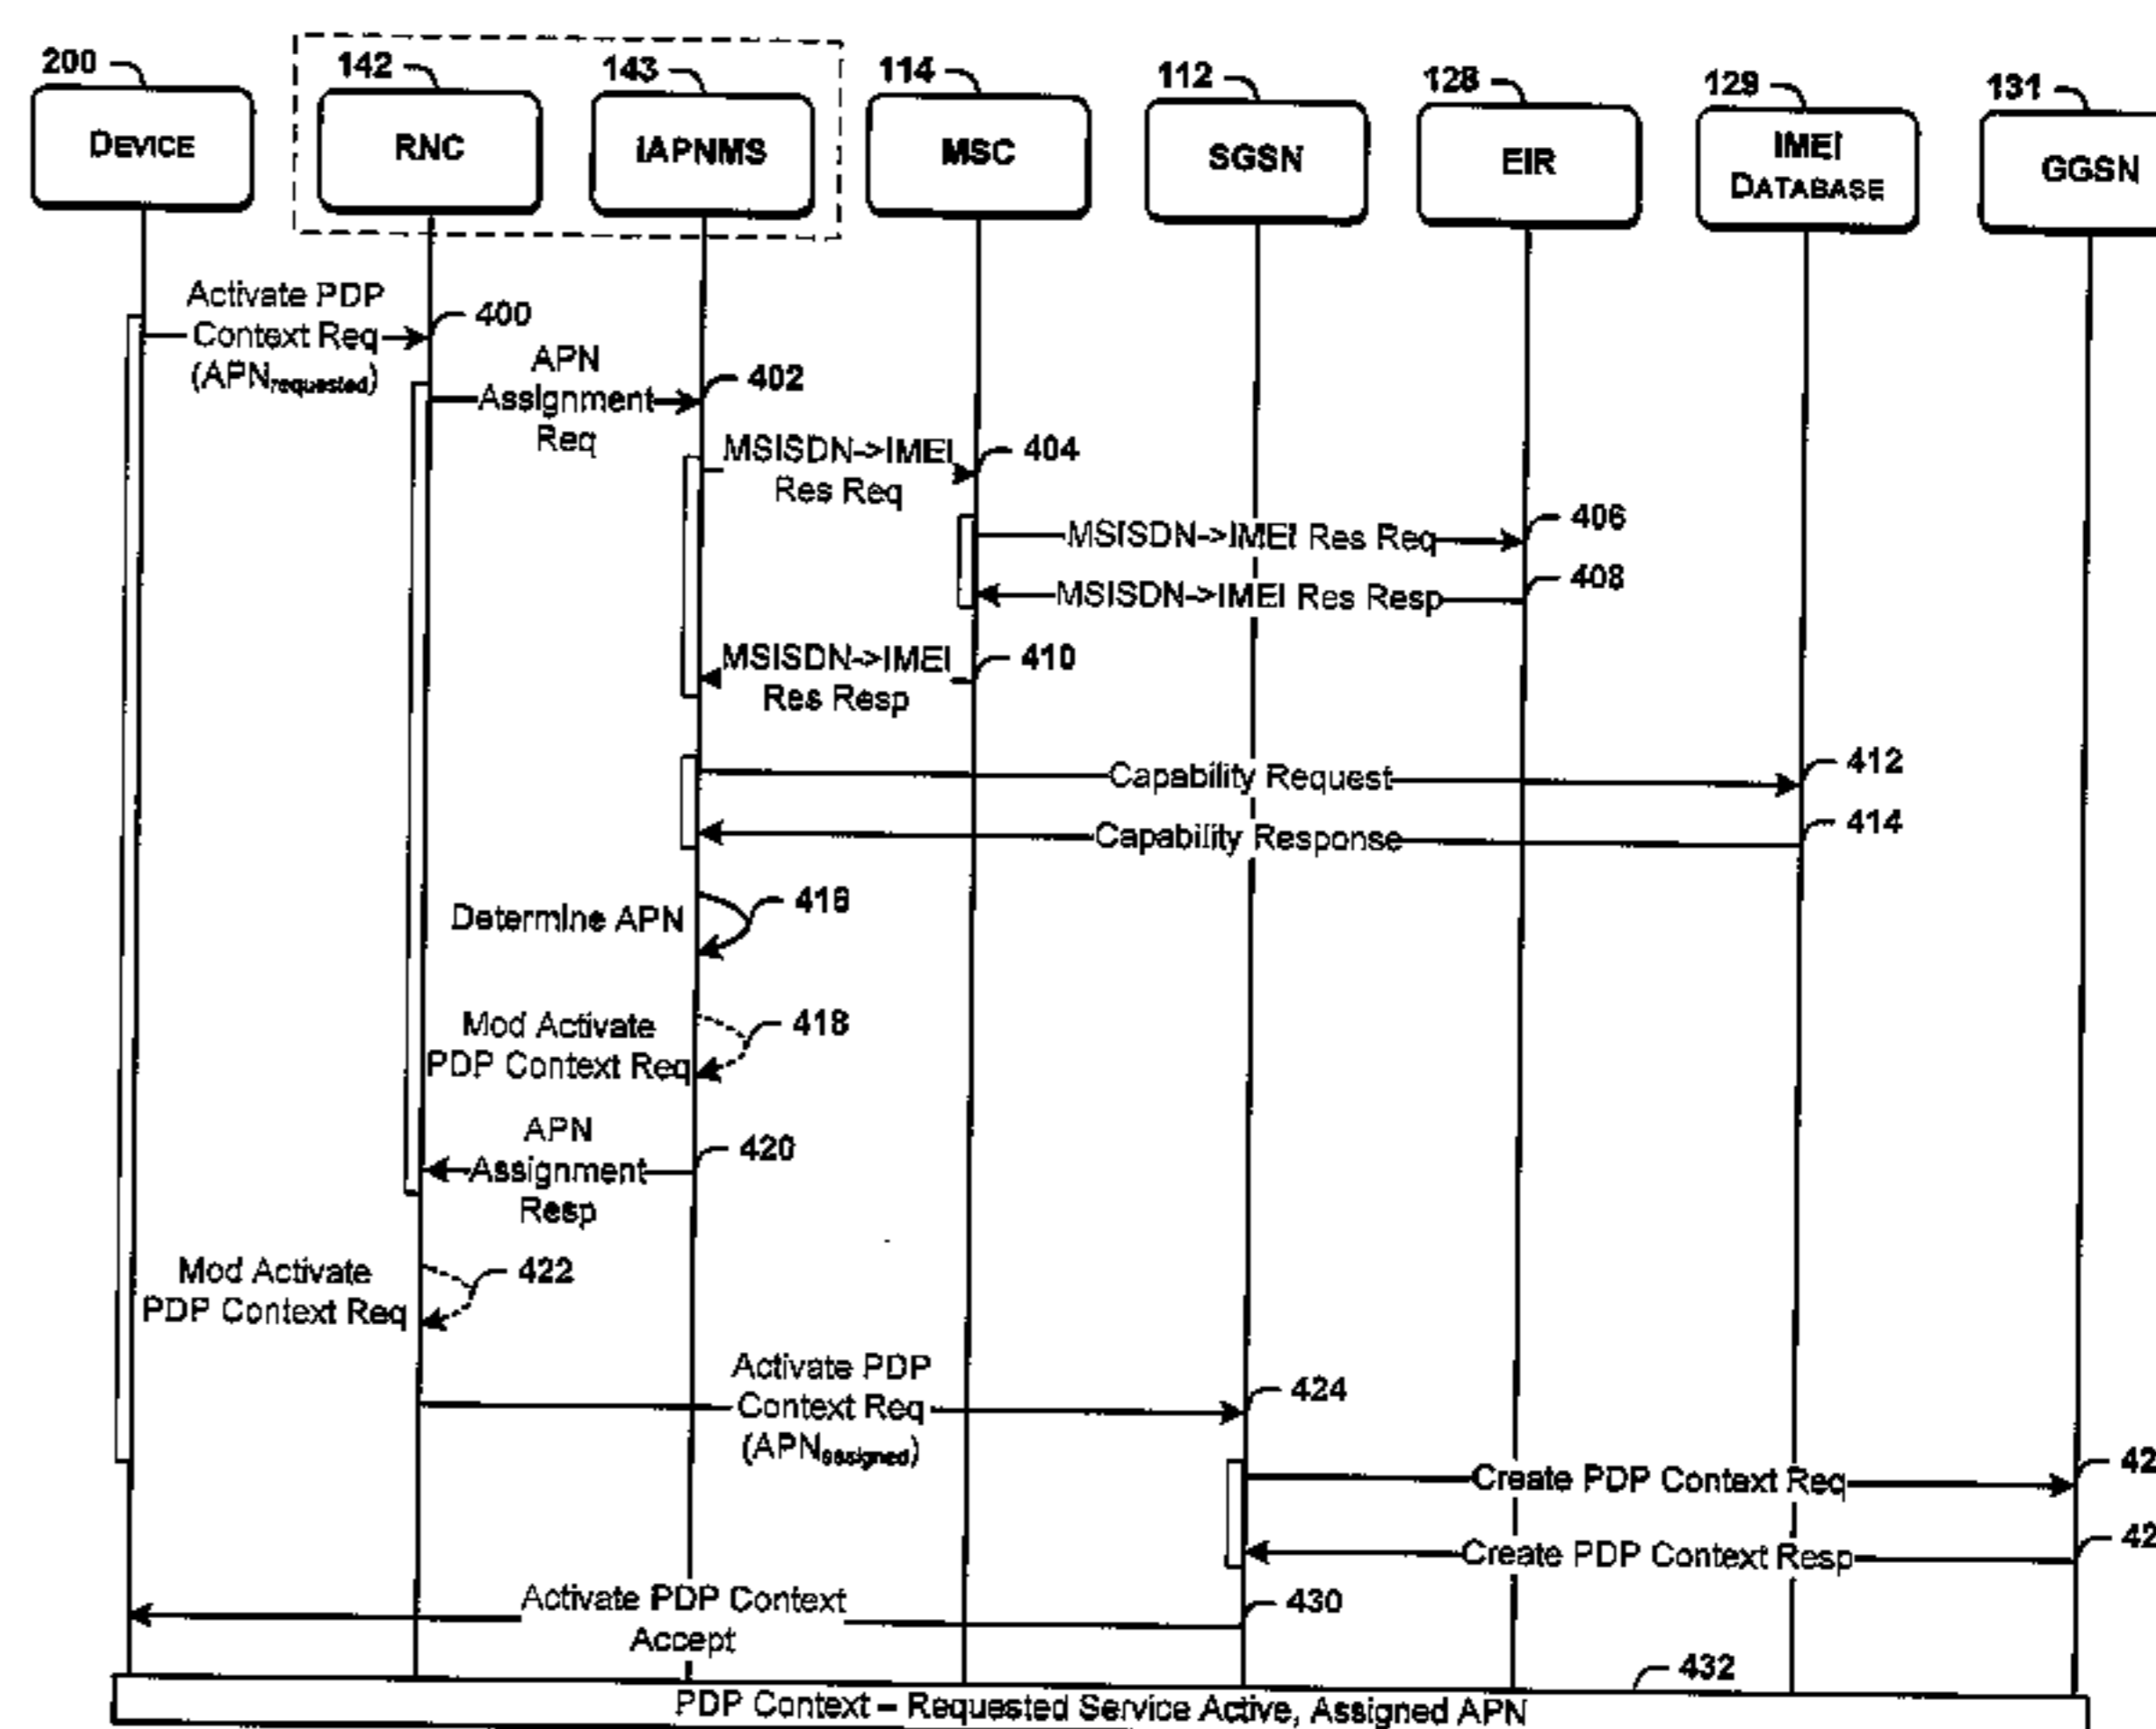 200
142
143
114
112
128
129
131
DEVICE
RNC
IAPNMS
MSC
SGSN
EIR
IMEI
DATABASE
GGSN
Activate PDP
Context Req
(APNrequested)
400
APN
Assignment
Req
402
MSISDN->IMEI
Res Req
404
MSISDN->IMEI Res Req
406
MSISDN->IMEI Res Resp
408
MSISDN->IMEI
Res Resp
410
Capability Request
412
Capability Response
414
Determine APN
416
Mod Activate
PDP Context Req
418
APN
Assignment
Resp
420
Mod Activate
PDP Context Req
422
Activate PDP
Context Req
(APNassigned)
424
Create PDP Context Req
42
Create PDP Context Resp
42
Activate PDP Context
Accept
430
432
PDP Context – Requested Service Active, Assigned APN